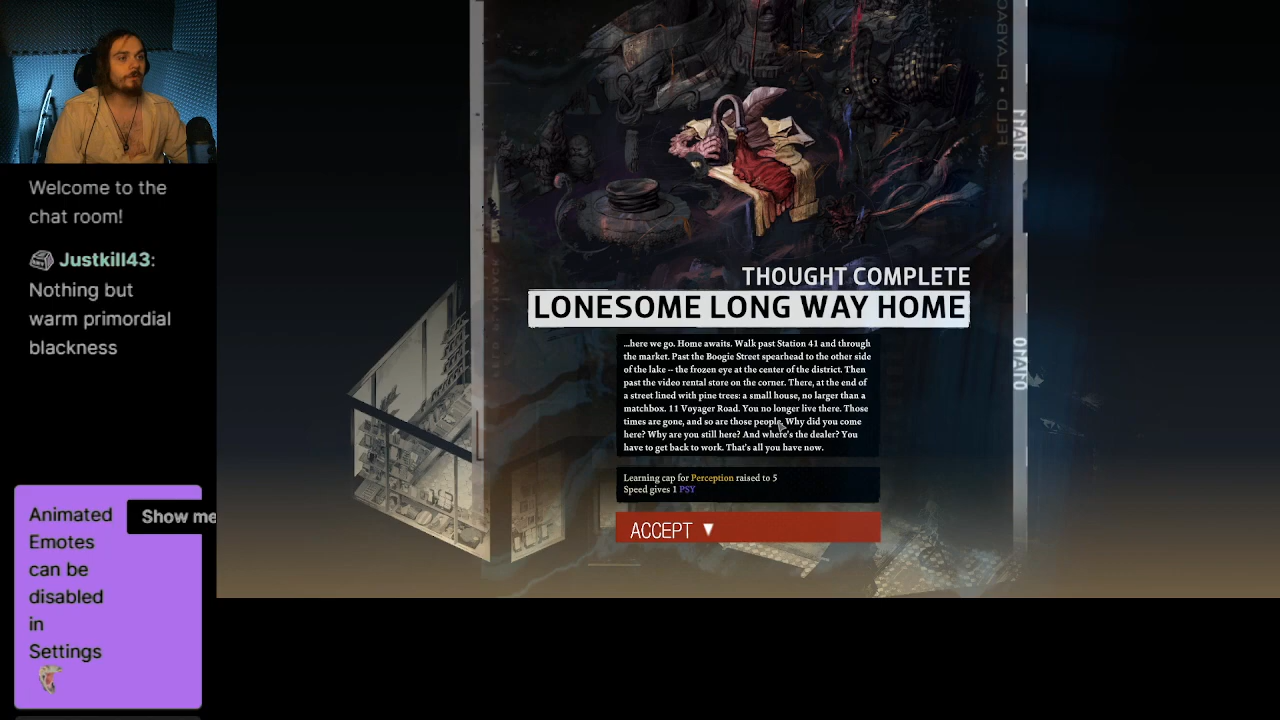 Welcome to the
chat room!
Justkill43:
Nothing but
warm primordial
blackness
Animated
Emotes
can be
disabled
in
Settings
Show me
THOUGHT COMPLETE
LONESOME LONG WAY HOME
...here we go. Home awaits. Walk past Station 41 and through
the market. Past the Boogie Street spearhead to the other side
of the lake -- the frozen eye at the center of the district. Then
past the video rental store on the corner. There, at the end of
a street lined with pine trees: a small house, no larger than a
matchbox. 11 Voyager Road. You no longer live there. Those
times are gone, and so are those people. Why did you come
here? Why are you still here? And where's the dealer? You
have to get back to work. That's all you have now.
Learning cap for Perception raised to 5
Speed gives 1 PSY
ACCEPT